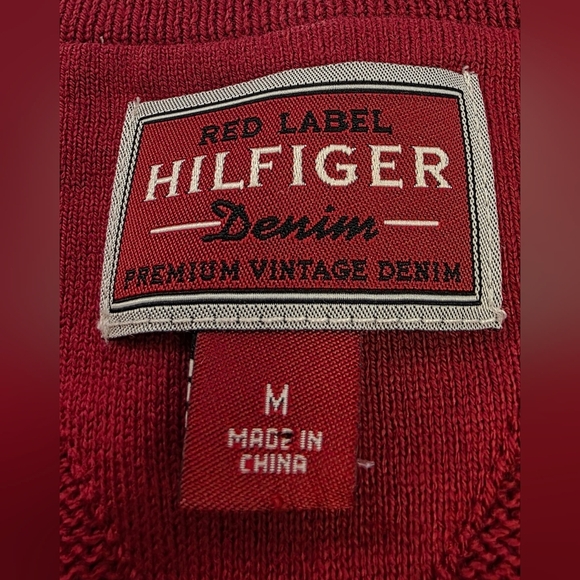 RED LABEL
HILFIGER
Denim
PREMIUM VINTAGE DENIM
M
MADE IN
CHINA